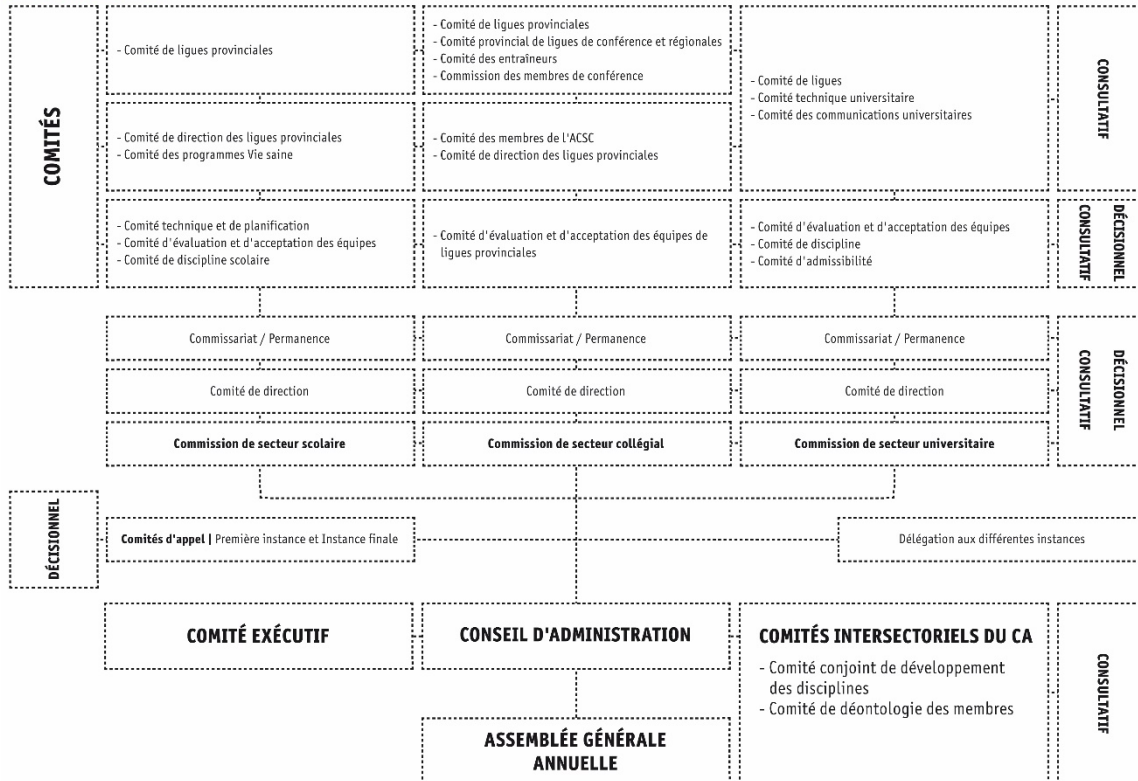 COMITÉS
- Comité de ligues provinciales
- Comité de ligues provinciales
- Comité provincial de ligues de conférence et régionales
- Comité des entraîneurs
- Commission des membres de conférence
- Comité de ligues
- Comité technique universitaire
- Comité des communications universitaires
CONSULTATIF
- Comité de direction des ligues provinciales
- Comité des programmes Vie saine
- Comité des membres de l'ACSC
- Comité de direction des ligues provinciales
- Comité technique et de planification
- Comité d'évaluation et d'acceptation des équipes
- Comité de discipline scolaire
- Comité d'évaluation et d'acceptation des équipes de
ligues provinciales
- Comité d'évaluation et d'acceptation des équipes
- Comité de discipline
- Comité d'admissibilité
DÉCISIONNEL
CONSULTATIF
Commissariat / Permanence
Commissariat / Permanence
Commissariat / Permanence
Comité de direction
Comité de direction
Comité de direction
Commission de secteur scolaire
Commission de secteur collégial
Commission de secteur universitaire
DÉCISIONNEL
CONSULTATIF
DÉCISIONNEL
Comités d'appel | Première instance et Instance finale
Délégation aux différentes instances
COMITÉ EXÉCUTIF
CONSEIL D'ADMINISTRATION
COMITÉS INTERSECTORIELS DU CA
- Comité conjoint de développement
des disciplines
- Comité de déontologie des membres
CONSULTATIF
ASSEMBLÉE GÉNÉRALE
ANNUELLE